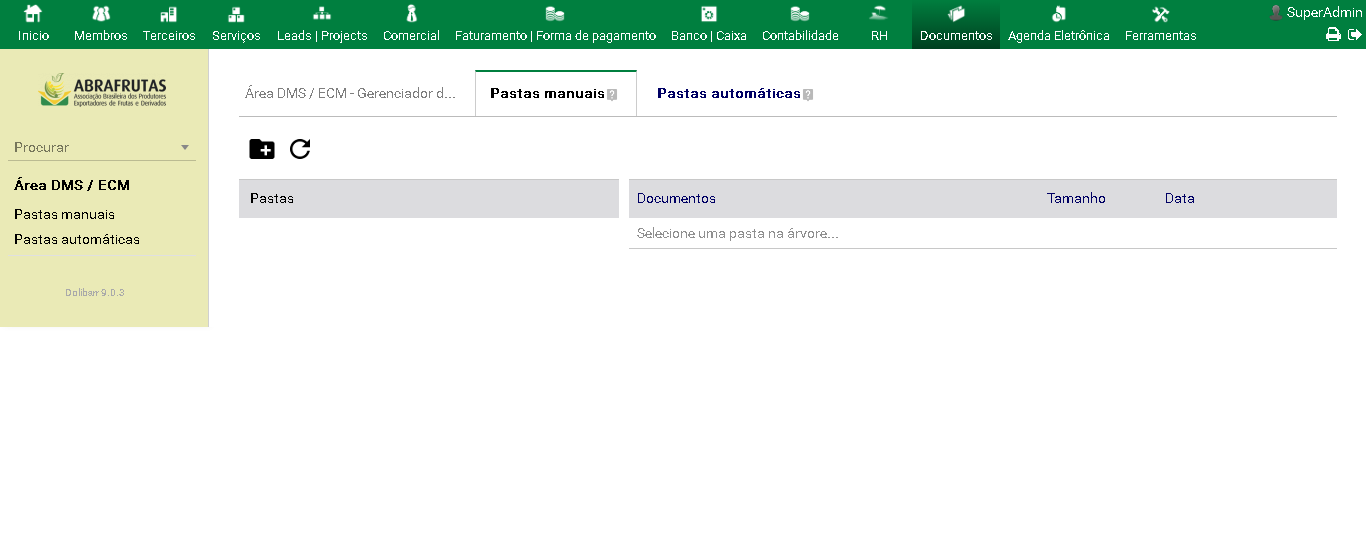 SuperAdmin
Inicio Membros Terceiros Serviços Leads | Projects Comercial Faturamento | Forma de pagamento Banco | Caixa Contabilidade RH Documentos Agenda Eletrônica Ferramentas
ABRAFRUTAS
Associação Brasileira dos Produtores
Exportadores de Frutas e Derivados
Procurar
Área DMS / ECM
Pastas manuais
Pastas automáticas
Dolibarr 9.0.3
Área DMS / ECM - Gerenciador d... Pastas manuais ? Pastas automáticas ?
Pastas
Documentos Tamanho Data
Selecione uma pasta na árvore...